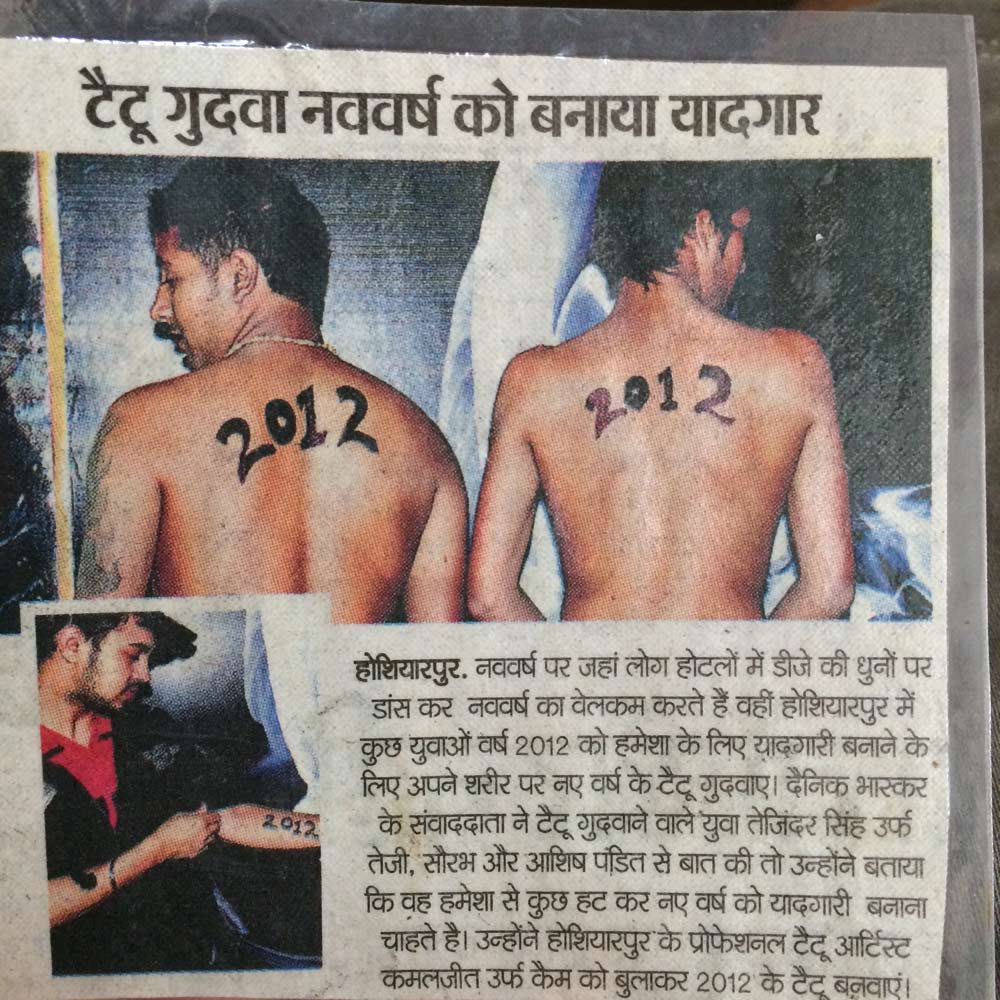 टैटू गुदवा नववर्ष को बनाया यादगार
2012
2012
2012
होशियारपुर. नववर्ष पर जहां लोग होटलों में डीजे की धुनों पर
डांस कर नववर्ष का वेलकम करते हैं वहीं होशियारपुर में
कुछ युवाओं वर्ष 2012 को हमेशा के लिए यादगारी बनाने के
लिए अपने शरीर पर नए वर्ष के टैटू गुदवाए। दैनिक भास्कर
के संवाददाता ने टैटू गुदवाने वाले युवा तेजिंदर सिंह उर्फ
तेजी, सौरभ और आशिष पंडित से बात की तो उन्होंने बताया
कि वह हमेशा से कुछ हट कर नए वर्ष को यादगारी बनाना
चाहते है। उन्होंने होशियारपुर के प्रोफेशनल टैटू आर्टिस्ट
कमलजीत उर्फ कैम को बुलाकर 2012 के टैटू बनवाएं।